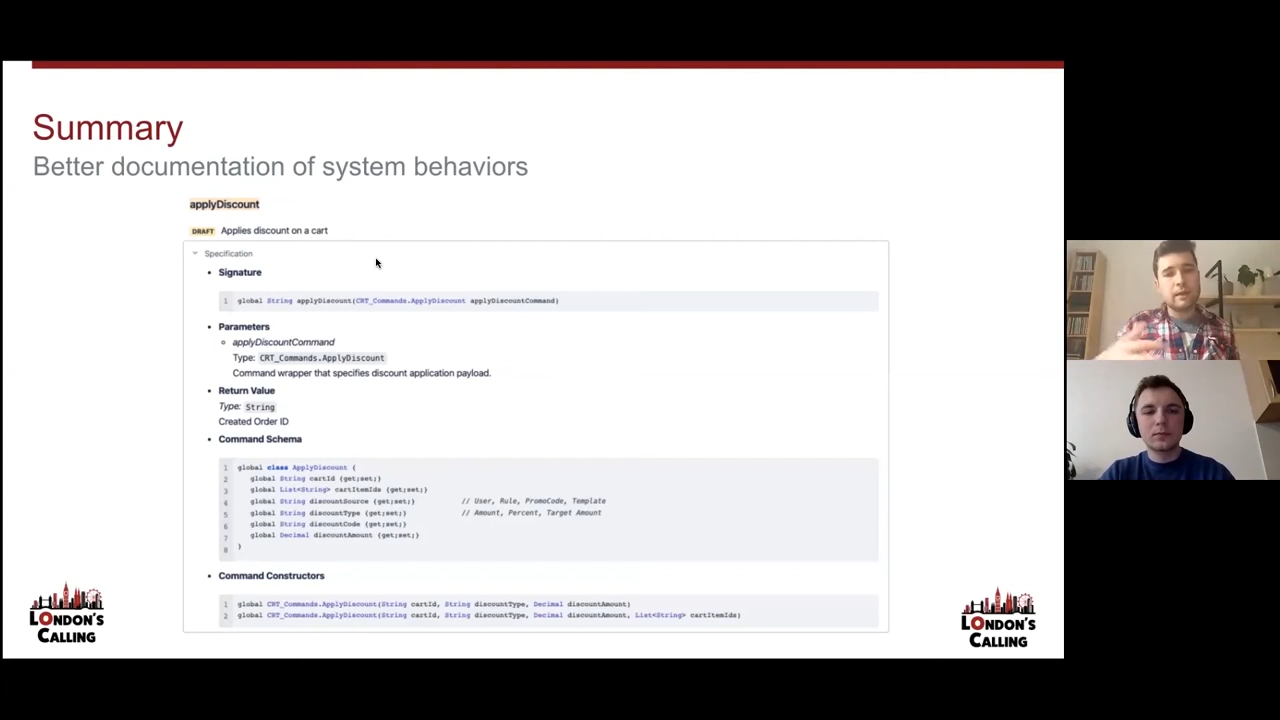 Summary
Better documentation of system behaviors
applyDiscount
DRAFT Applies discount on a cart
Specification
Signature
1 global String applyDiscount(CRT_Commands.ApplyDiscount applyDiscountCommand)
Parameters
applyDiscountCommand
Type: CRT_Commands.ApplyDiscount
Command wrapper that specifies discount application payload.
Return Value
Type: String
Created Order ID
Command Schema
1 global class ApplyDiscount {
2 global String cartId {get;set;}
3 global List<String> cartItemIds {get;set;}
4 global String discountSource {get;set;} // User, Rule, PromoCode, Template
5 global String discountType {get;set;} // Amount, Percent, Target Amount
6 global String discountCode {get;set;}
7 global Decimal discountAmount {get;set;}
8 }
Command Constructors
1 global CRT_Commands.ApplyDiscount(String cartId, String discountType, Decimal discountAmount)
2 global CRT_Commands.ApplyDiscount(String cartId, String discountType, Decimal discountAmount, List<String> cartItemIds)
LONDON'S
CALLING
LONDON'S
CALLING